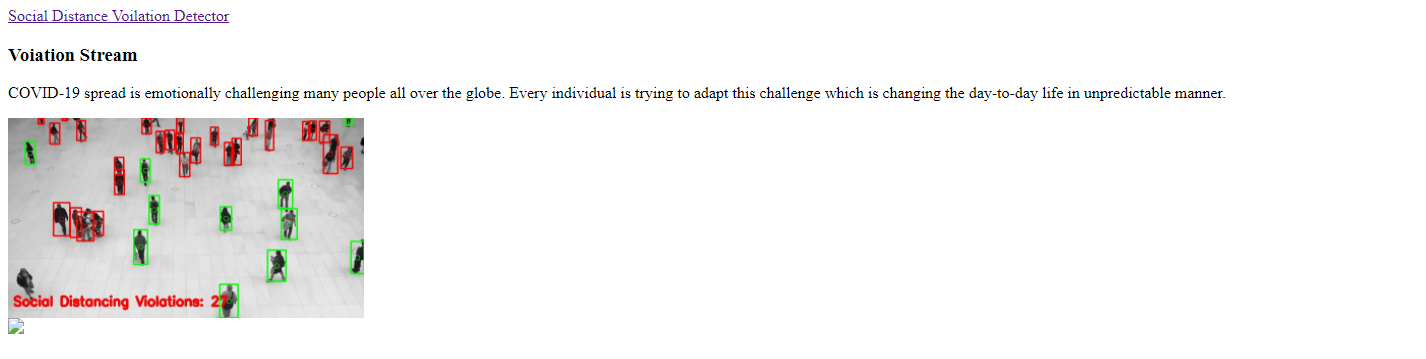 Social Distance Voilation Detector
Voiation Stream
COVID-19 spread is emotionally challenging many people all over the globe. Every individual is trying to adapt this challenge which is changing the day-to-day life in unpredictable manner.
Social Distancing Violations: 27